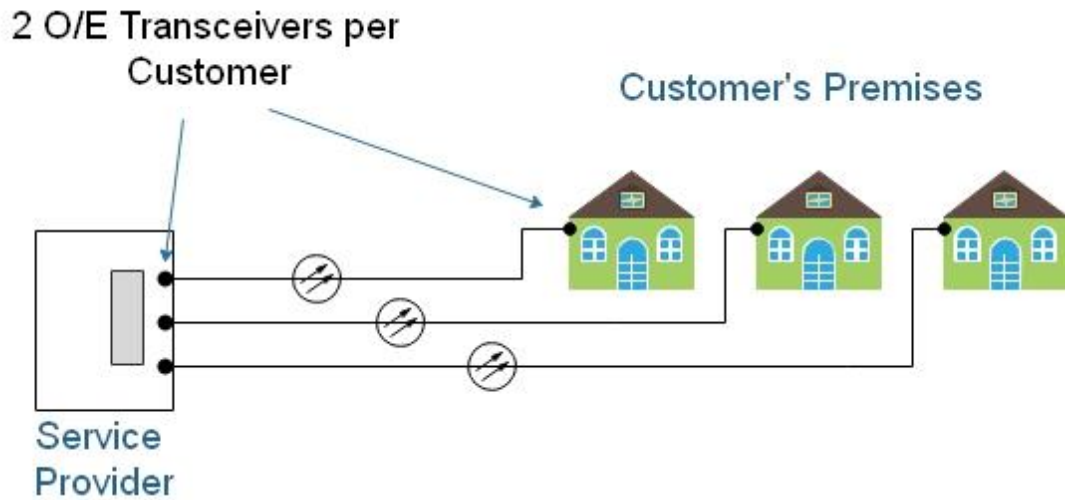 2 O/E Transceivers per
Customer
Customer's Premises
Service
Provider